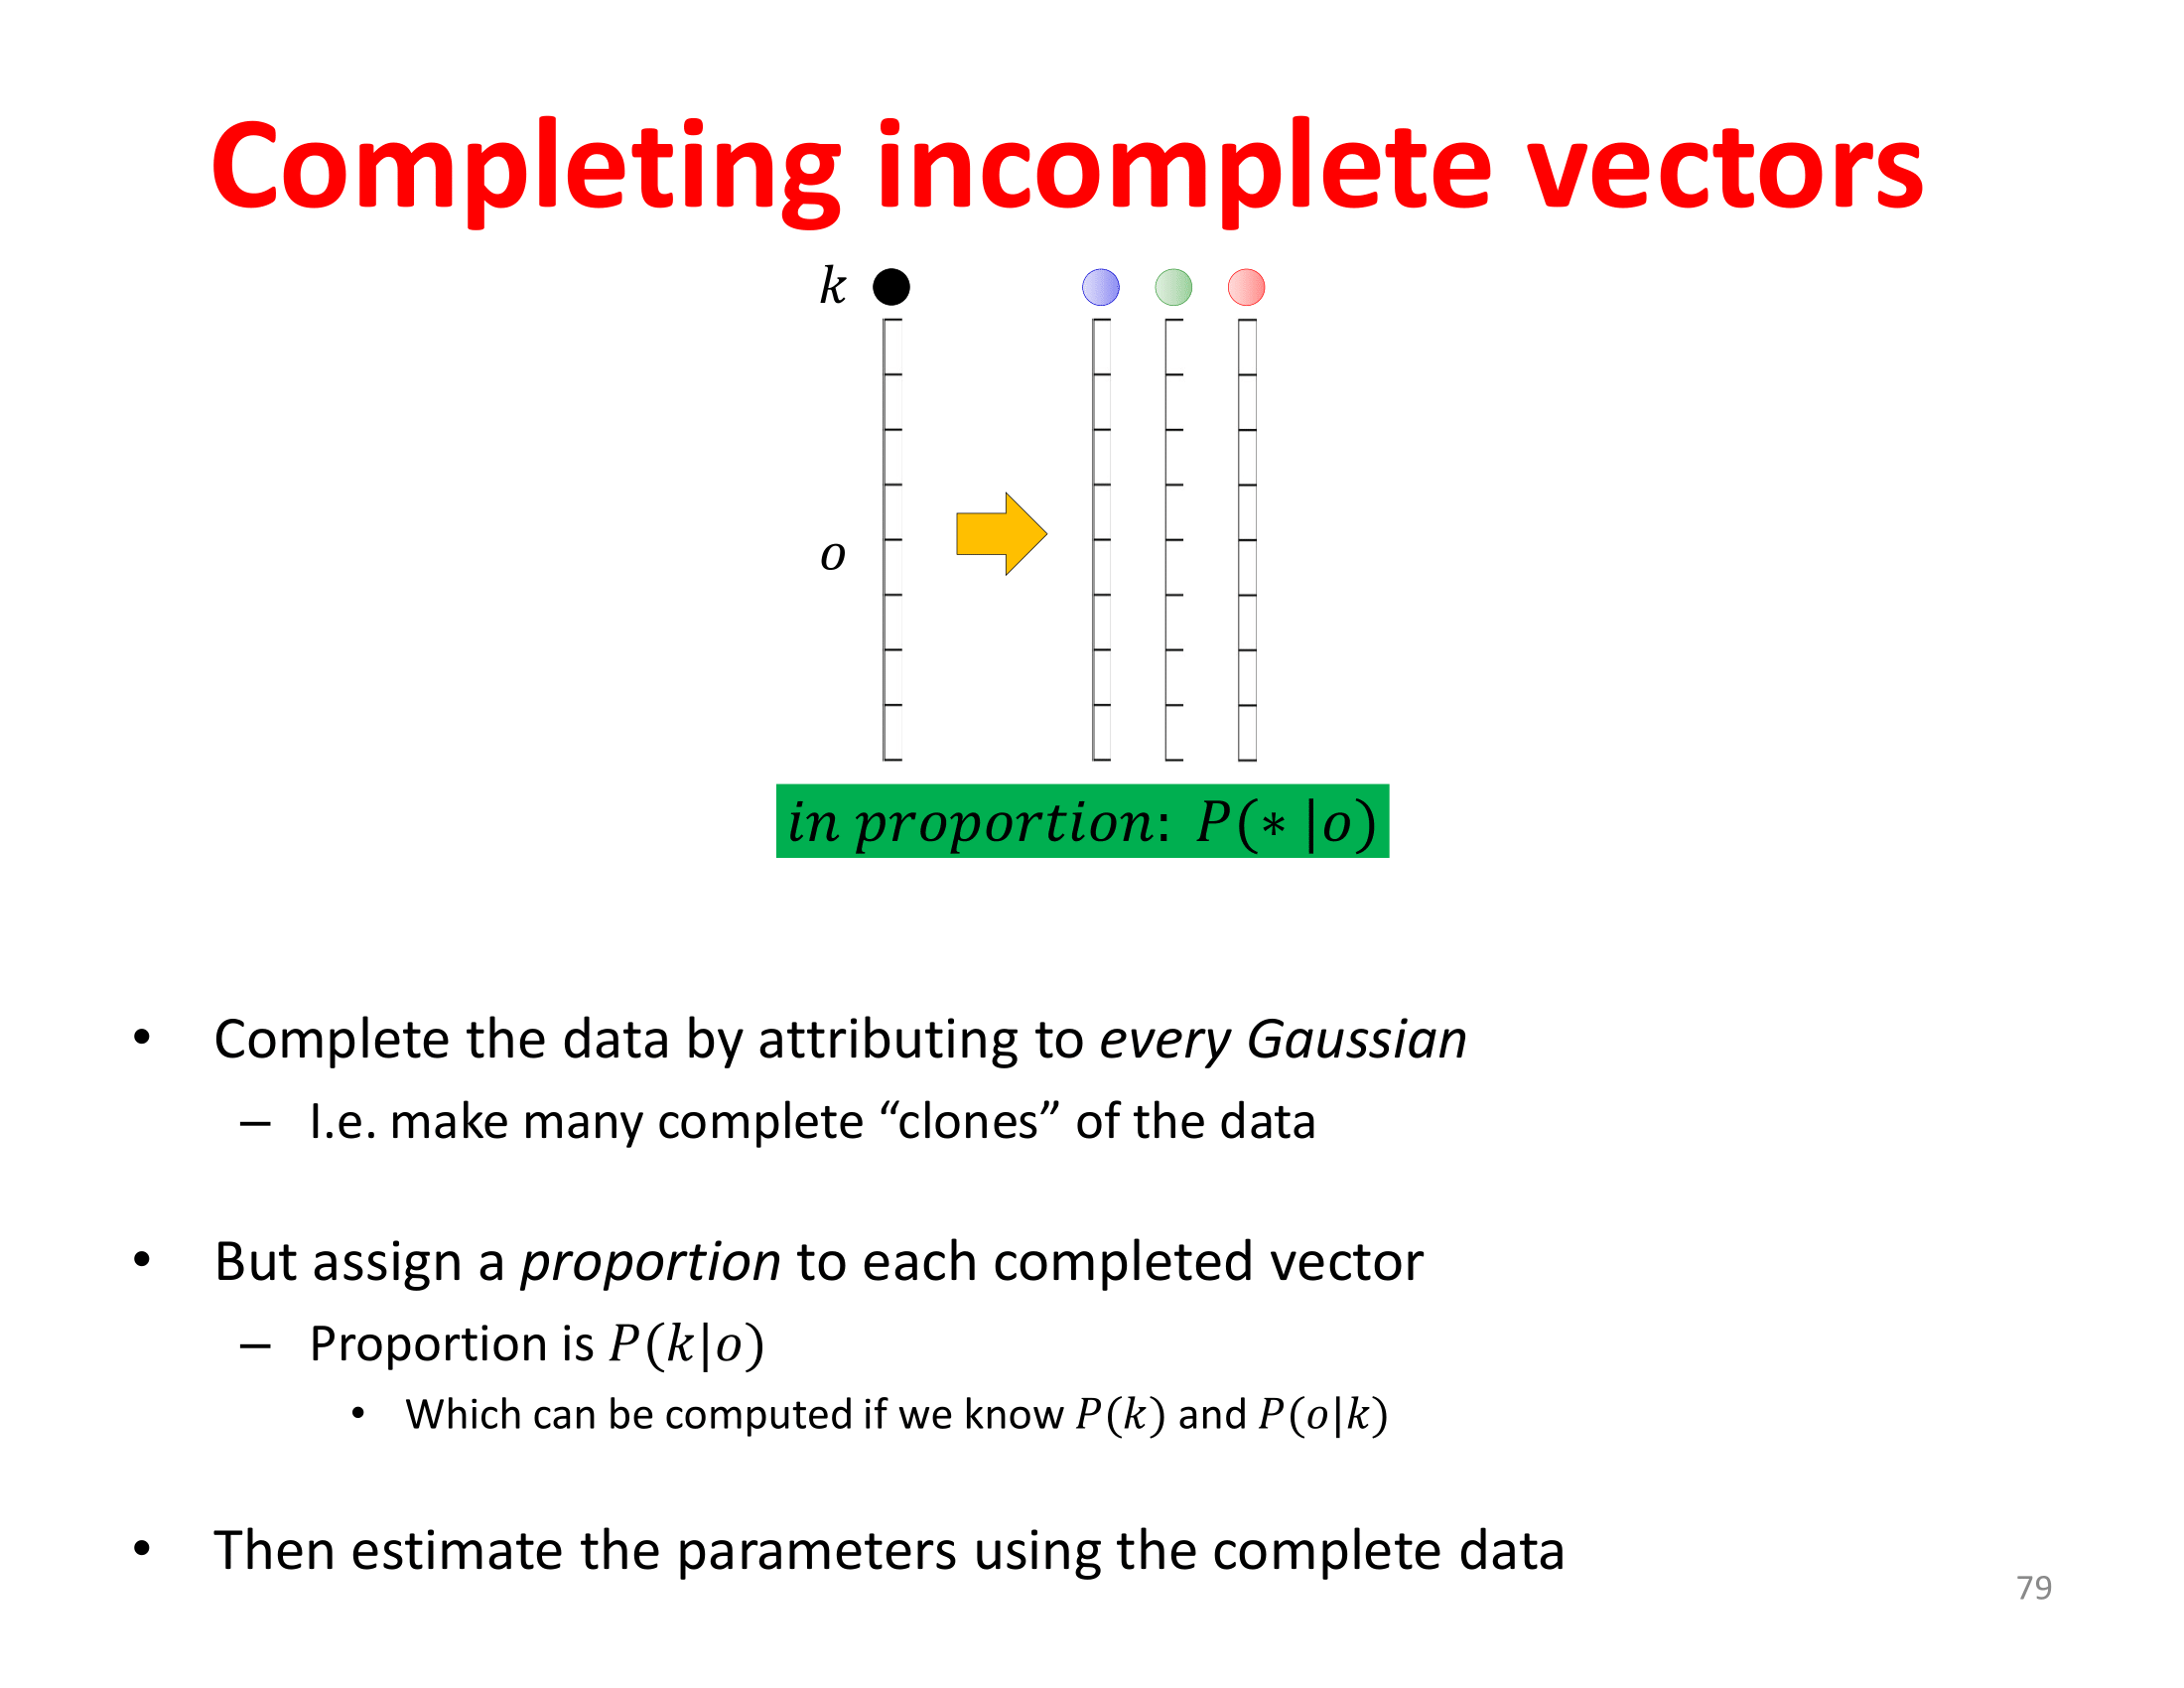 Completing incomplete vectors
k
o
in proportion: P(∗ |o)
• Complete the data by attributing to every Gaussian
– I.e. make many complete “clones” of the data
• But assign a proportion to each completed vector
– Proportion is P(k|o)
• Which can be computed if we know P(k) and P(o|k)
• Then estimate the parameters using the complete data
79